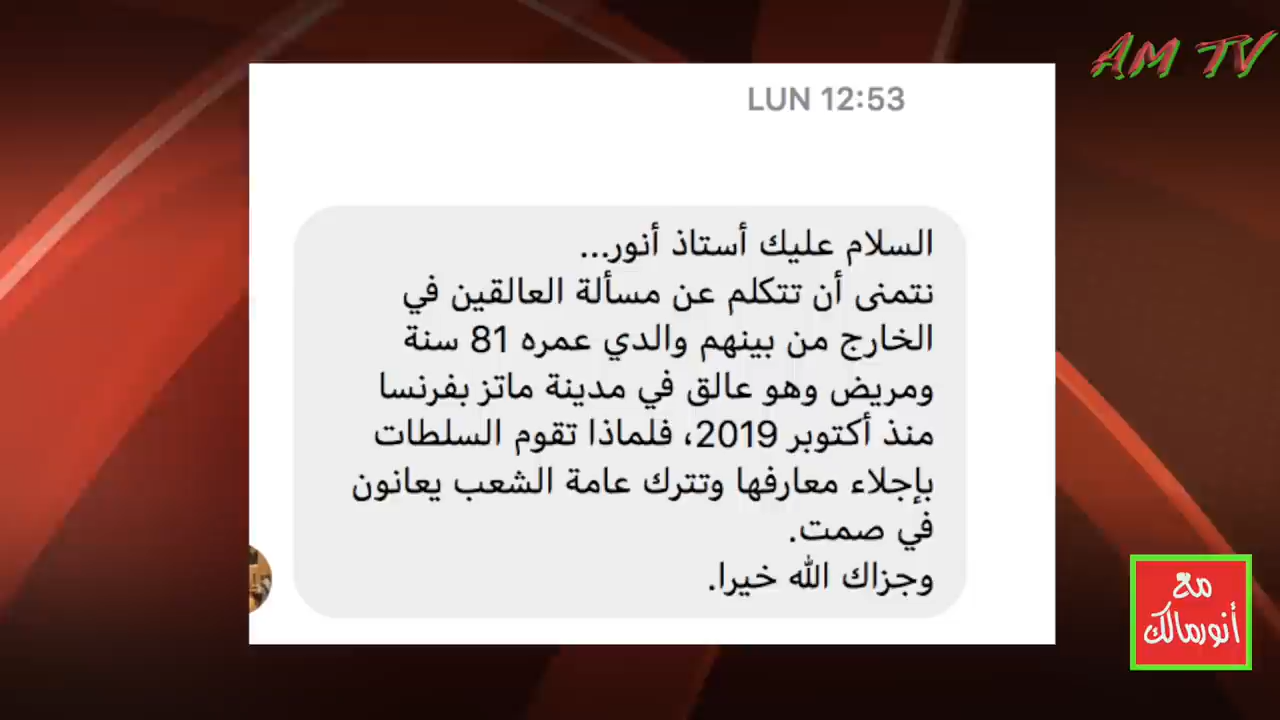 AM TV
LUN 12:53
السلام عليك أستاذ أنور...
نتمنى أن تتكلم عن مسألة العالقين في
الخارج من بينهم والدي عمره 81 سنة
ومريض وهو عالق في مدينة ماتز بفرنسا
منذ أكتوبر 2019، فلماذا تقوم السلطات
بإجلاء معارفها وتترك عامة الشعب يعانون
في صمت.
وجزاك الله خيرا.
مع
أنورمالك